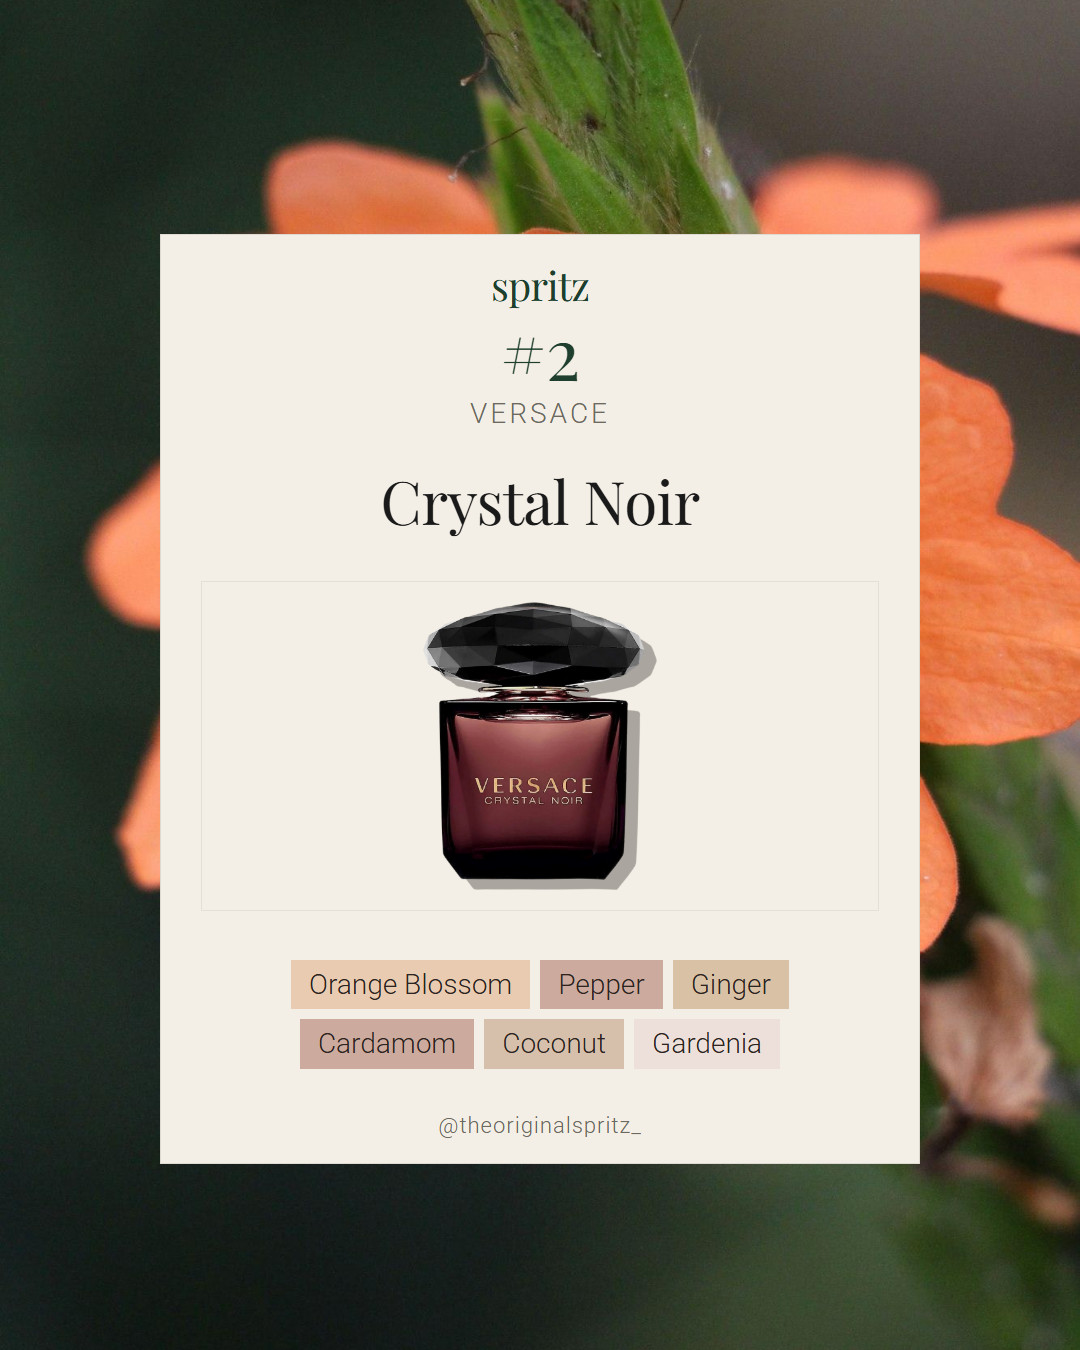 spritz
#2
VERSACE
Crystal Noir
VERSACE
CRYSTAL NOIR
Orange Blossom Pepper Ginger
Cardamom Coconut Gardenia
@theoriginalspritz_